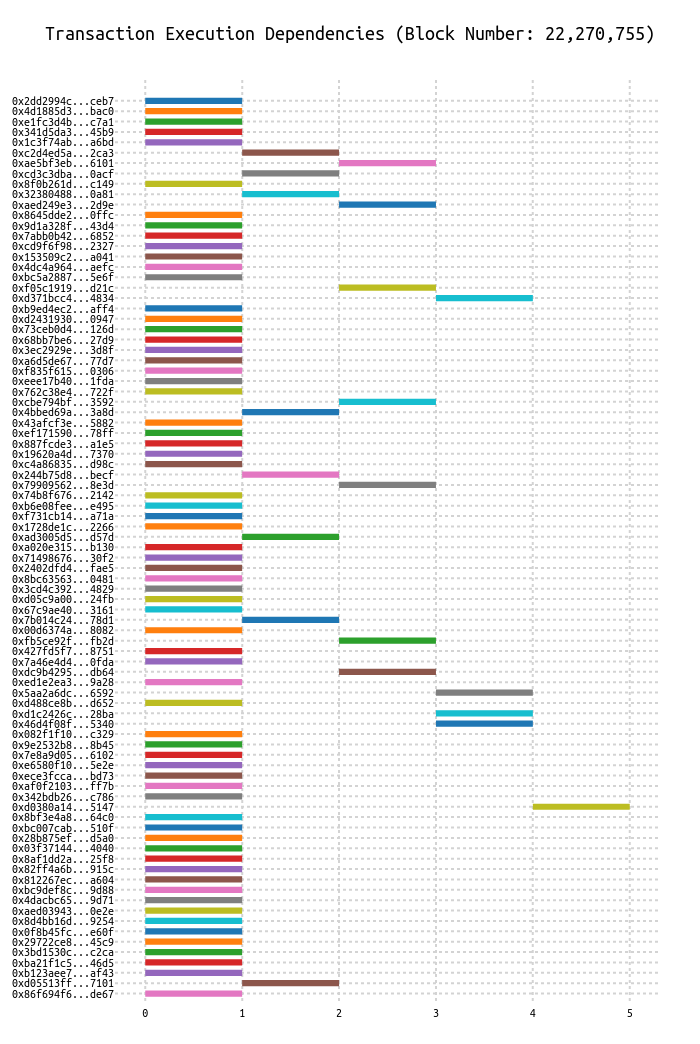 Transaction Execution Dependencies (Block Number: 22,270,755)
0x2dd2994c...ceb7
0x4d1885d3...bac0
0xe1fc3d4b...c7a1
0x341d5da3...45b9
0x1c3f74ab...a6bd
0xc2d4ed5a...2ca3
0xae5bf3eb...6101
0xcd3c3dba...0acf
0x8f0b261d...c149
0x32380488...0a81
0xaed249e3...2d9e
0x8645dde2...0ffc
0x9d1a328f...43d4
0x7abb0b42...6852
0xcd9f6f98...2327
0x153509c2...a041
0x4dc4a964...aefc
0xbc5a2887...5e6f
0xf05c1919...d21c
0xd371bcc4...4834
0xb9ed4ec2...aff4
0xd2431930...0947
0x73ceb0d4...126d
0x68bb7be6...27d9
0x3ec2929e...3d8f
0xa6d5de67...77d7
0xf835f615...0306
0xeee17b40...1fda
0x762c38e4...722f
0xcbe794bf...3592
0x4bbed69a...3a8d
0x43afcf3e...5882
0xef171590...78ff
0x887fcde3...a1e5
0x19620a4d...7370
0xc4a86835...d98c
0x244b75d8...becf
0x79909562...8e3d
0x74b8f676...2142
0xb6e08fee...e495
0xf731cb14...a71a
0x1728de1c...2266
0xad3005d5...d57d
0xa020e315...b130
0x71498676...30f2
0x2402dfd4...fae5
0x8bc63563...0481
0x3cd4c392...4829
0xd05c9a00...24fb
0x67c9ae40...3161
0x7b014c24...78d1
0x00d6374a...8082
0xfb5ce92f...fb2d
0x427fd5f7...8751
0x7a46e4d4...0fda
0xdc9b4295...db64
0xed1e2ea3...9a28
0x5aa2a6dc...6592
0xd488ce8b...d652
0xd1c2426c...28ba
0x46d4f08f...5340
0x082f1f10...c329
0x9e2532b8...8b45
0x7e8a9d05...6102
0xe6580f10...5e2e
0xece3fcca...bd73
0xaf0f2103...ff7b
0x342bdb26...c786
0xd0380a14...5147
0x8bf3e4a8...64c0
0xbc007cab...510f
0x28b875ef...d5a0
0x03f37144...4040
0x8af1dd2a...25f8
0x82ff4a6b...915c
0x812267ec...a604
0xbc9def8c...9d88
0x4dacbc65...9d71
0xaed03943...0e2e
0x8d4bb16d...9254
0x0f8b45fc...e60f
0x29722ce8...45c9
0x3bd1530c...c2ca
0xba21f1c5...46d5
0xb123aee7...af43
0xd05513ff...7101
0x86f694f6...de67
0 1 2 3 4 5